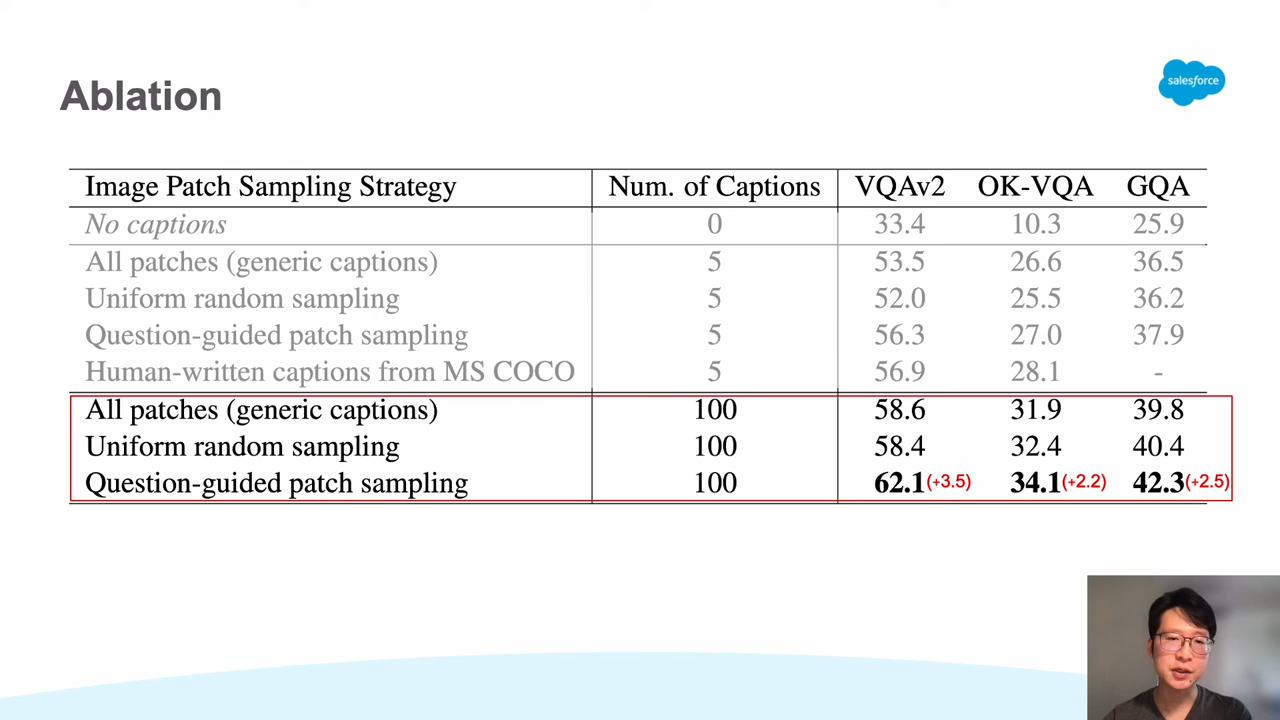 Ablation
salesforce
Image Patch Sampling Strategy Num. of Captions VQAv2 OK-VQA GQA
No captions 0 33.4 10.3 25.9
All patches (generic captions) 5 53.5 26.6 36.5
Uniform random sampling 5 52.0 25.5 36.2
Question-guided patch sampling 5 56.3 27.0 37.9
Human-written captions from MS COCO 5 56.9 28.1 -
All patches (generic captions) 100 58.6 31.9 39.8
Uniform random sampling 100 58.4 32.4 40.4
Question-guided patch sampling 100 62.1(+3.5) 34.1(+2.2) 42.3(+2.5)